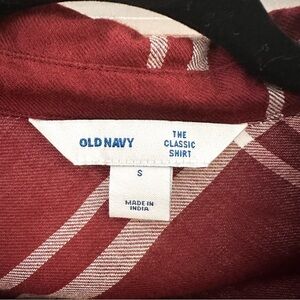 OLD NAVY
THE
CLASSIC
SHIRT
S
MADE IN
INDIA